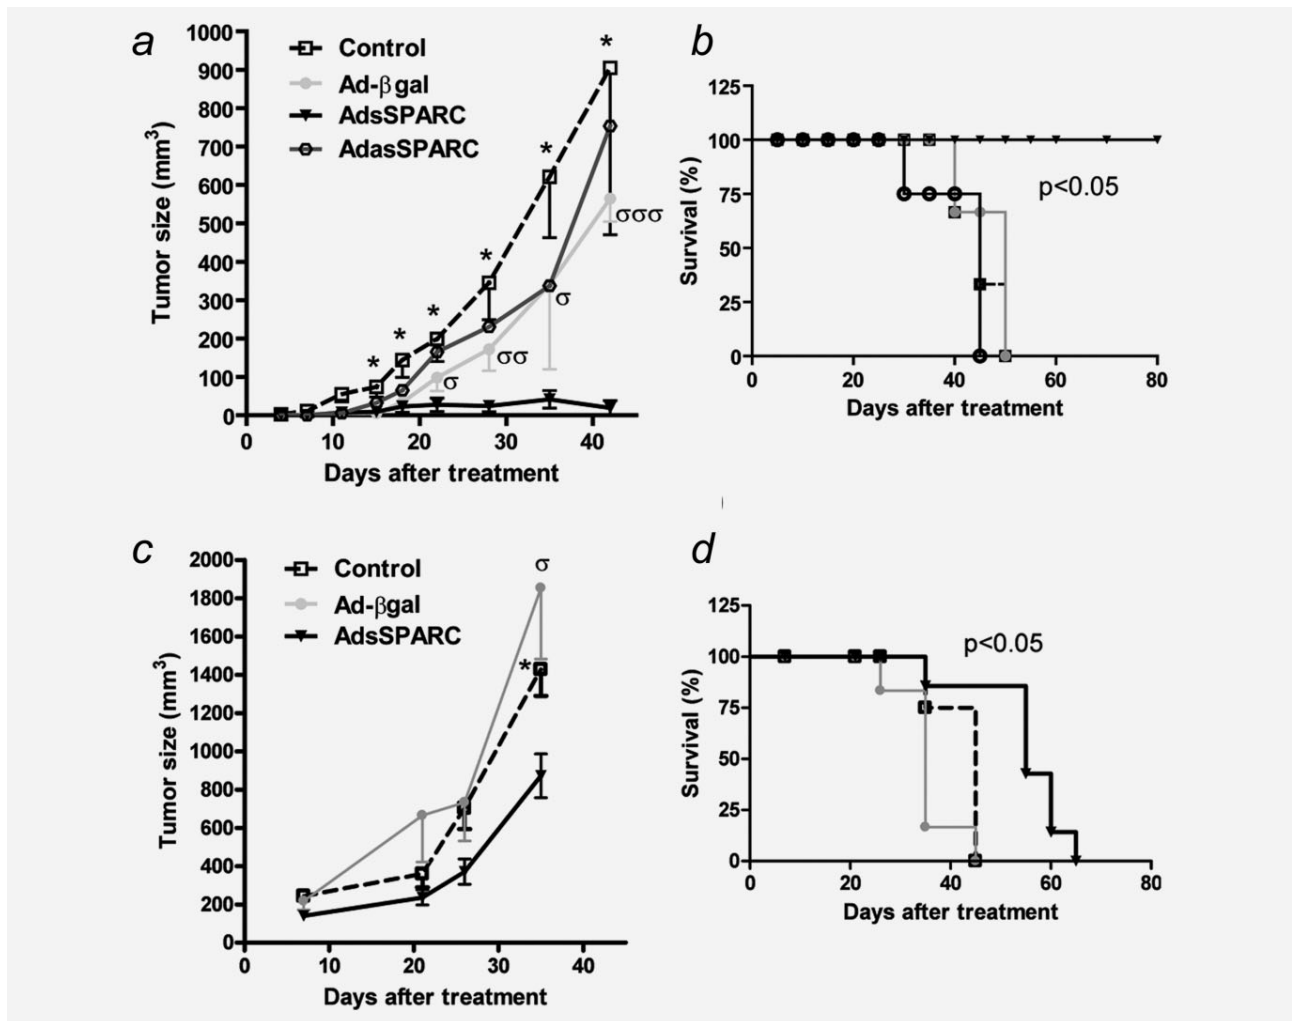 a
1000
900
800
700
600
500
400
300
200
100
0
Tumor size (mm3)
Control
Ad-βgal
AdsSPARC
AdasSPARC
*
*
*
*
*
*
σ
σσ
σ
σσσ
0
10
20
30
40
Days after treatment
b
125
100
75
50
25
0
Survival (%)
p<0.05
0
20
40
60
80
Days after treatment
c
2000
1800
1600
1400
1200
1000
800
600
400
200
0
Tumor size (mm3)
Control
Ad-βgal
AdsSPARC
σ
*
0
10
20
30
40
Days after treatment
d
125
100
75
50
25
0
Survival (%)
p<0.05
0
20
40
60
80
Days after treatment